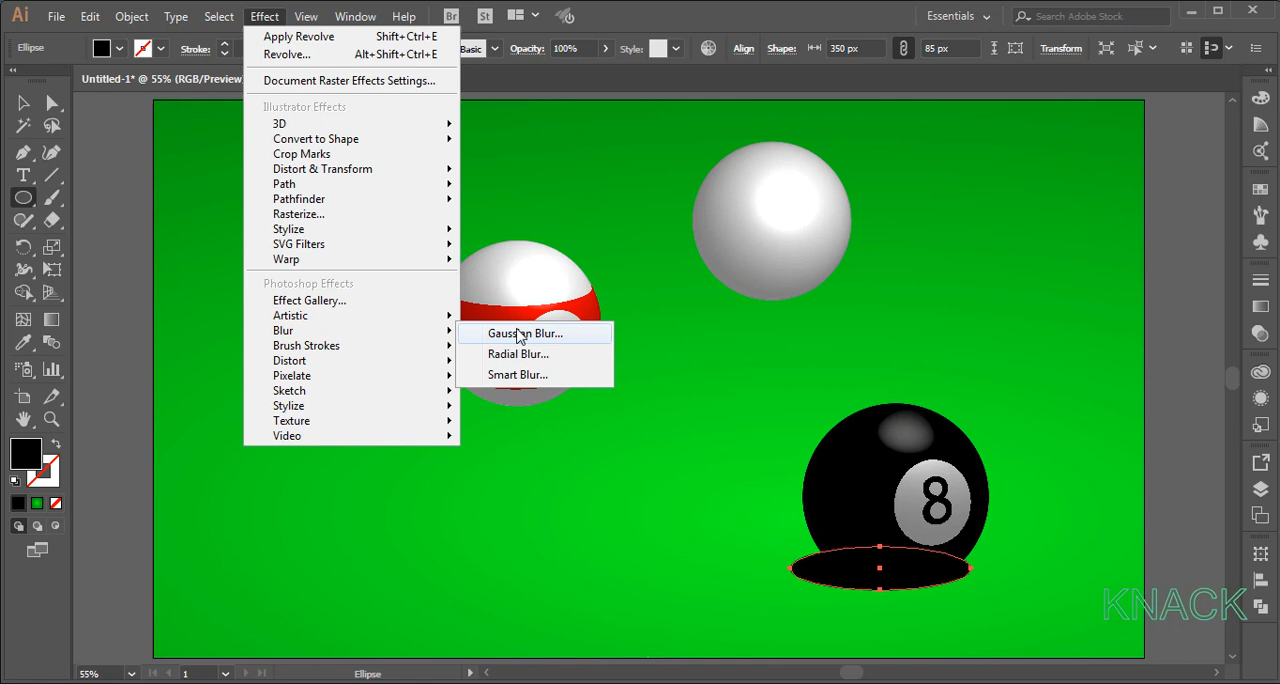 Ai File Edit Object Type Select Effect View Window Help Br St Essentials Search Adobe Stock
Ellipse Stroke: Basic Opacity: 100% Style: Align Shape: 350 px 85 px Transform
Untitled-1* @ 55% (RGB/Preview)
Apply Revolve Shift+Ctrl+E
Revolve... Alt+Shift+Ctrl+E
Document Raster Effects Settings...
Illustrator Effects
3D
Convert to Shape
Crop Marks
Distort & Transform
Path
Pathfinder
Rasterize...
Stylize
SVG Filters
Warp
Photoshop Effects
Effect Gallery...
Artistic
Blur
Brush Strokes
Distort
Pixelate
Sketch
Stylize
Texture
Video
Gaussian Blur...
Radial Blur...
Smart Blur...
8
KNACK
55% 1 Ellipse